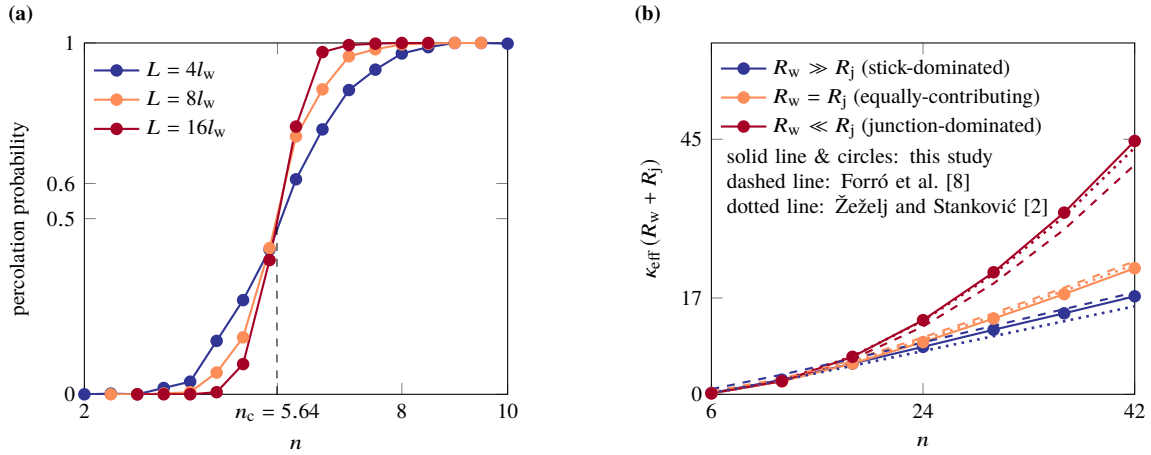 (a)
1
L = 4l_w
L = 8l_w
L = 16l_w
percolation probability
0.6
0.5
0
2
n_c = 5.64
8
10
n
(b)
R_w ≫ R_j (stick-dominated)
R_w = R_j (equally-contributing)
R_w ≪ R_j (junction-dominated)
solid line & circles: this study
dashed line: Forró et al. [8]
dotted line: Žeželj and Stanković [2]
κ_eff (R_w + R_j)
45
17
0
6
24
42
n